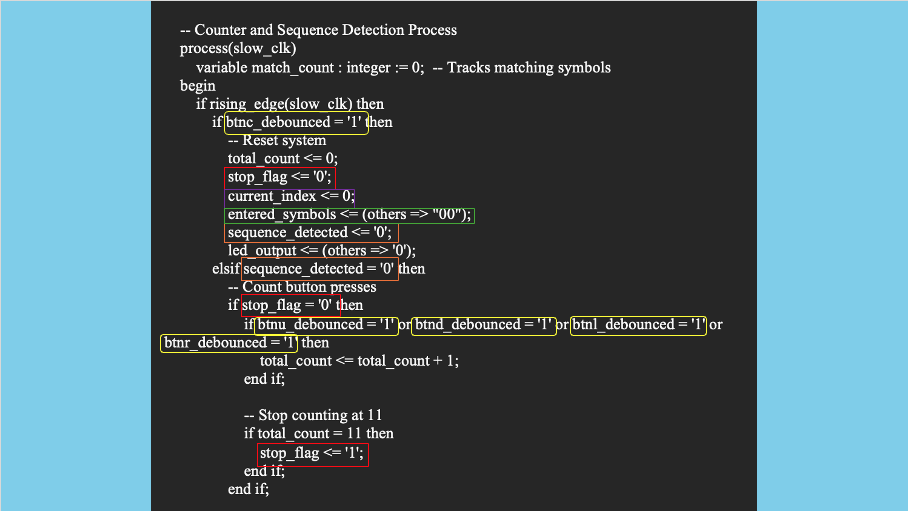 -- Counter and Sequence Detection Process
process(slow_clk)
variable match_count : integer := 0;  -- Tracks matching symbols
begin
if rising_edge(slow_clk) then
if btnc_debounced = '1' then
-- Reset system
total_count <= 0;
stop_flag <= '0';
current_index <= 0;
entered_symbols <= (others => "00");
sequence_detected <= '0';
led_output <= (others => '0');
elsif sequence_detected = '0' then
-- Count button presses
if stop_flag = '0' then
if btnu_debounced = '1' or btnd_debounced = '1' or btnl_debounced = '1' or
btnr_debounced = '1' then
total_count <= total_count + 1;
end if;
-- Stop counting at 11
if total_count = 11 then
stop_flag <= '1';
end if;
end if;